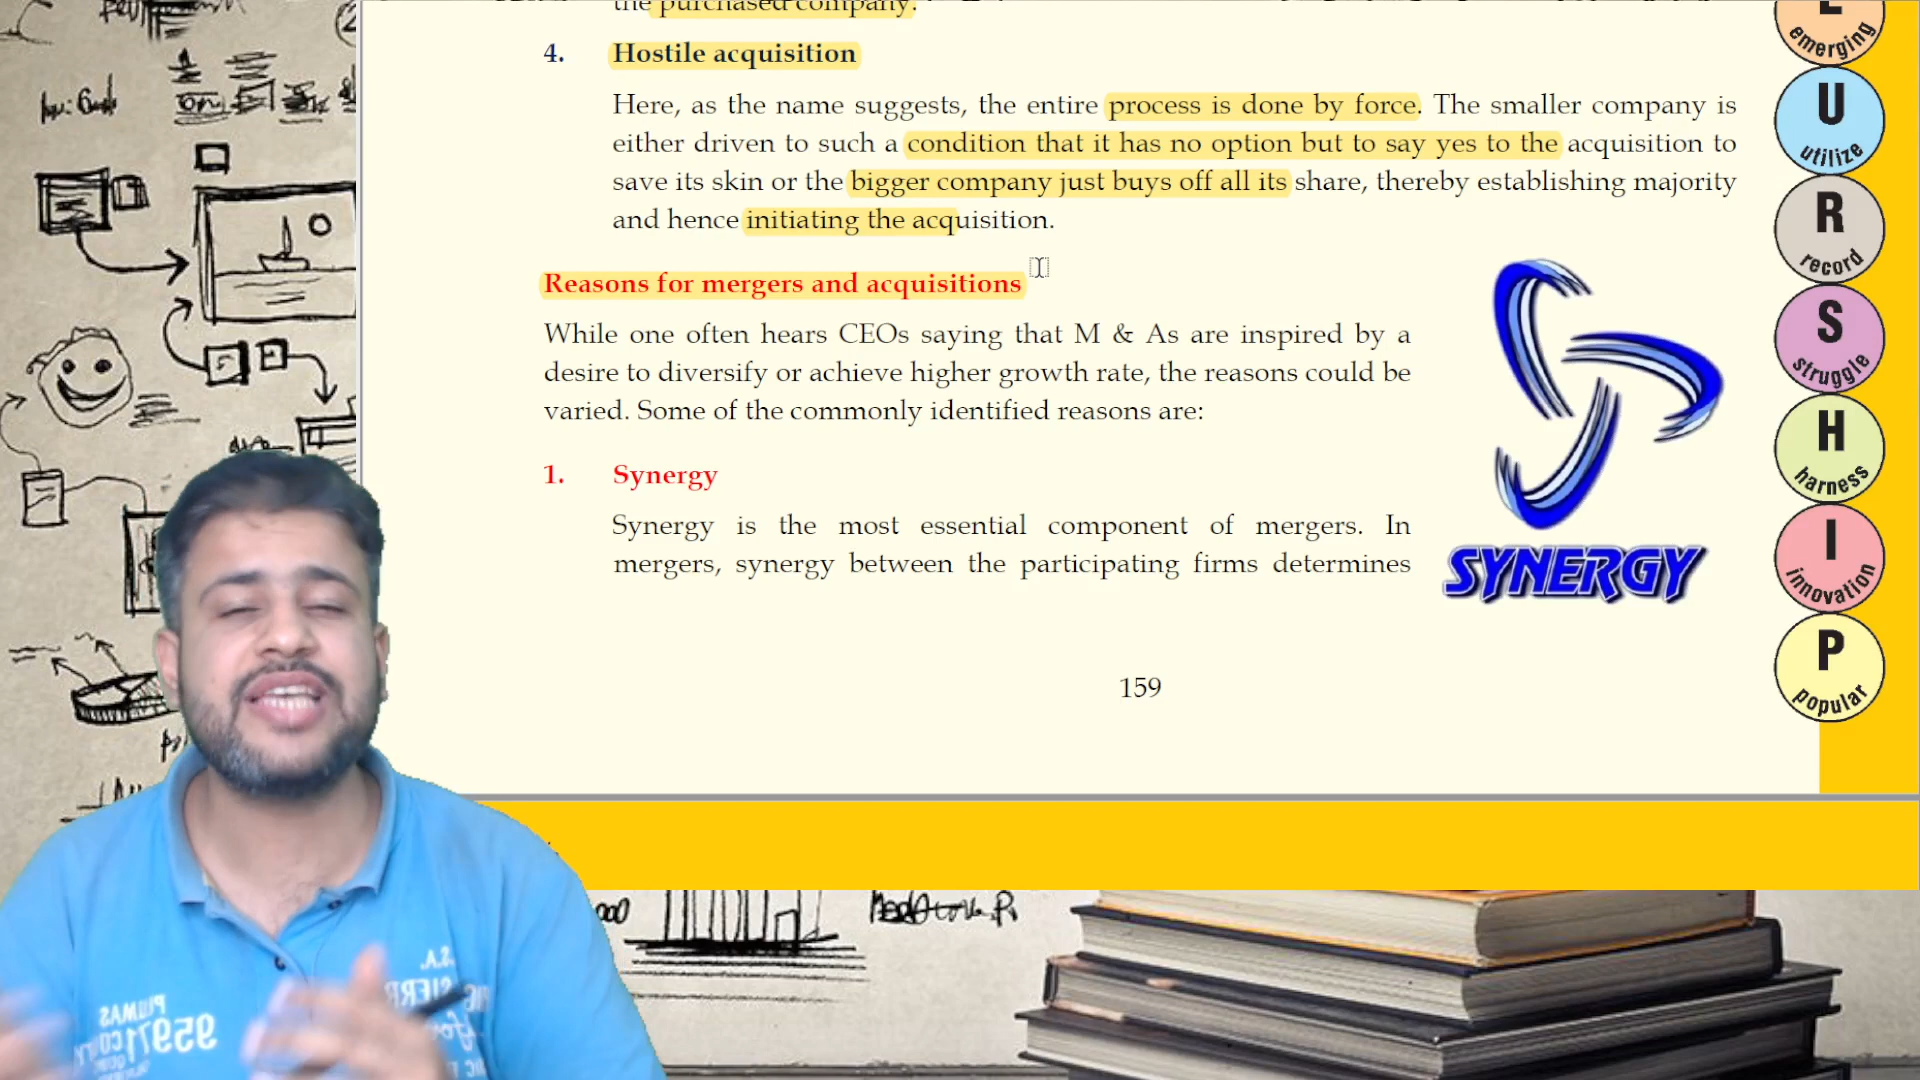 the purchased company.
4. Hostile acquisition
Here, as the name suggests, the entire process is done by force. The smaller company is
either driven to such a condition that it has no option but to say yes to the acquisition to
save its skin or the bigger company just buys off all its share, thereby establishing majority
and hence initiating the acquisition.
Reasons for mergers and acquisitions
While one often hears CEOs saying that M & As are inspired by a
desire to diversify or achieve higher growth rate, the reasons could be
varied. Some of the commonly identified reasons are:
1. Synergy
Synergy is the most essential component of mergers. In
mergers, synergy between the participating firms determines
SYNERGY
159
emerging
U
utilize
R
record
S
struggle
H
harness
I
innovation
P
popular
PLUMAS
95971